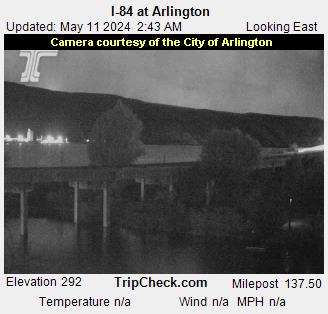 I-84 at Arlington
Updated: May 11 2024 2:43 AM Looking East
Camera courtesy of the City of Arlington
Elevation 292 TripCheck.com Milepost 137.50
Temperature n/a Wind n/a MPH n/a